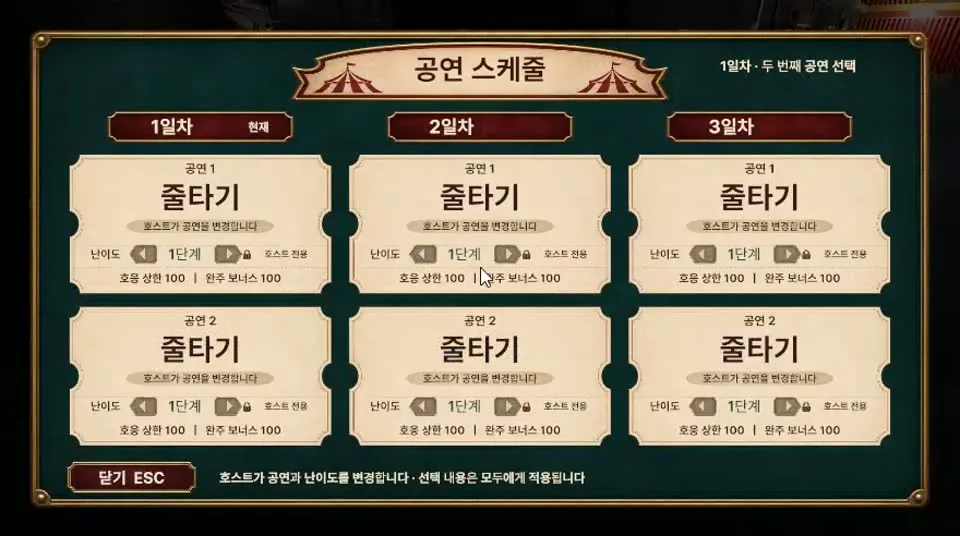 공연 스케줄
1일차 · 두 번째 공연 선택
1일차 현재
2일차
3일차
공연 1
줄타기
호스트가 공연을 변경합니다
난이도 1단계 호스트 전용
호응 상한 100 | 완주 보너스 100
공연 1
줄타기
호스트가 공연을 변경합니다
난이도 1단계 호스트 전용
호응 상한 100 | 완주 보너스 100
공연 1
줄타기
호스트가 공연을 변경합니다
난이도 1단계 호스트 전용
호응 상한 100 | 완주 보너스 100
공연 2
줄타기
호스트가 공연을 변경합니다
난이도 1단계 호스트 전용
호응 상한 100 | 완주 보너스 100
공연 2
줄타기
호스트가 공연을 변경합니다
난이도 1단계 호스트 전용
호응 상한 100 | 완주 보너스 100
공연 2
줄타기
호스트가 공연을 변경합니다
난이도 1단계 호스트 전용
호응 상한 100 | 완주 보너스 100
닫기 ESC
호스트가 공연과 난이도를 변경합니다 · 선택 내용은 모두에게 적용됩니다